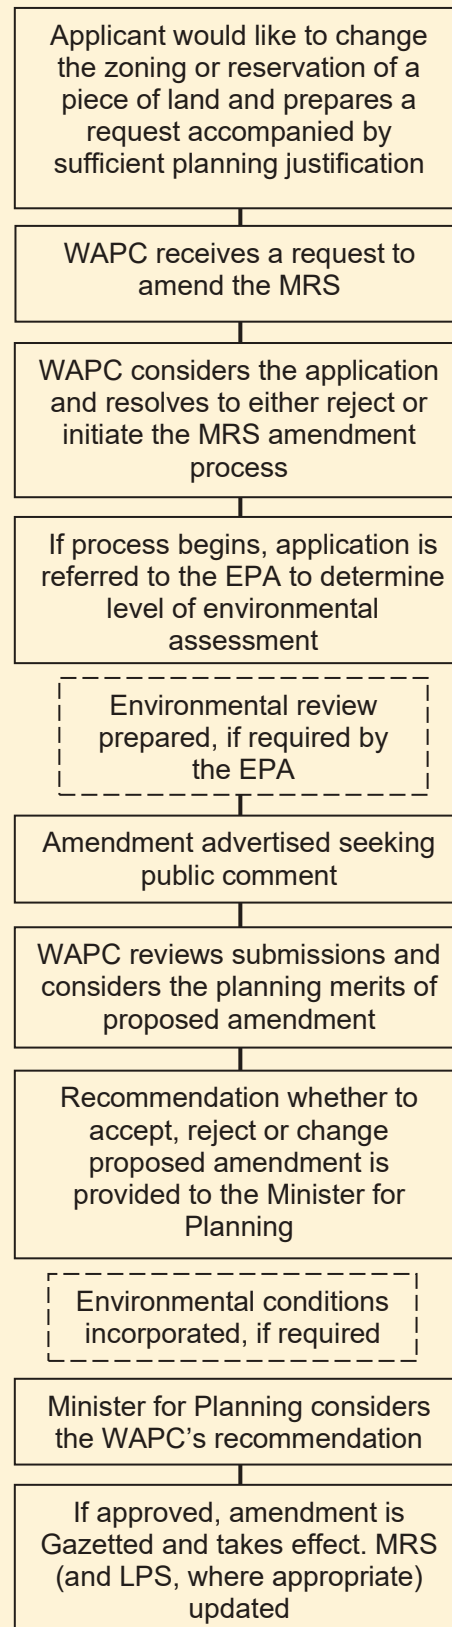 Applicant would like to change
the zoning or reservation of a
piece of land and prepares a
request accompanied by
sufficient planning justification
WAPC receives a request to
amend the MRS
WAPC considers the application
and resolves to either reject or
initiate the MRS amendment
process
If process begins, application is
referred to the EPA to determine
level of environmental
assessment
Environmental review
prepared, if required by
the EPA
Amendment advertised seeking
public comment
WAPC reviews submissions and
considers the planning merits of
proposed amendment
Recommendation whether to
accept, reject or change
proposed amendment is
provided to the Minister for
Planning
Environmental conditions
incorporated, if required
Minister for Planning considers
the WAPC's recommendation
If approved, amendment is
Gazetted and takes effect. MRS
(and LPS, where appropriate)
updated